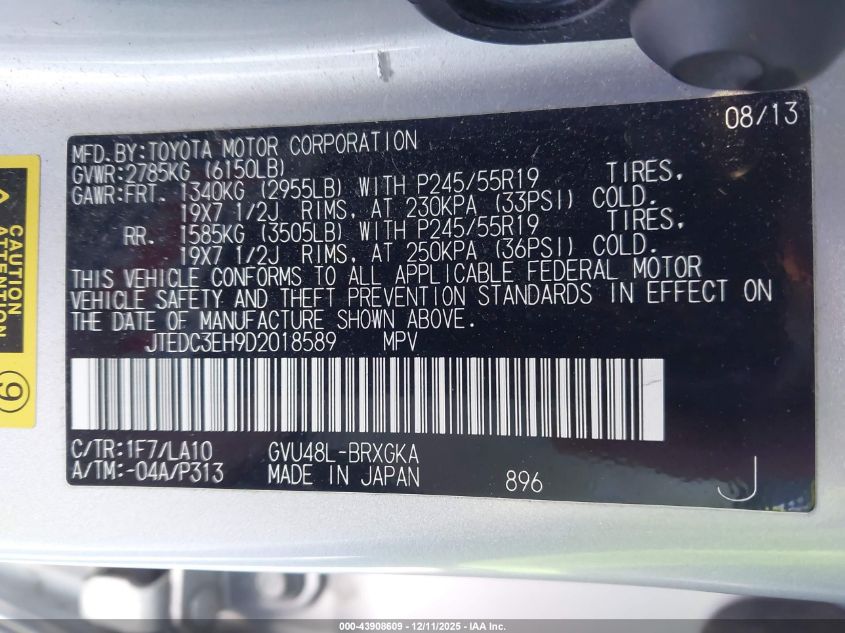 08/13
MFD.BY:TOYOTA MOTOR CORPORATION
GVWR:2785KG (6150LB)
GAWR:FRT. 1340KG (2955LB) WITH P245/55R19 TIRES,
19X7 1/2J RIMS, AT 230KPA (33PSI) COLD.
RR. 1585KG (3505LB) WITH P245/55R19 TIRES,
19X7 1/2J RIMS, AT 250KPA (36PSI) COLD.
THIS VEHICLE CONFORMS TO ALL APPLICABLE FEDERAL MOTOR
VEHICLE SAFETY AND THEFT PREVENTION STANDARDS IN EFFECT ON
THE DATE OF MANUFACTURE SHOWN ABOVE.
JTEDC3EH9D2018589 MPV
C/TR:1F7/LA10 GVU48L-BRXGKA
A/TM:-04A/P313 MADE IN JAPAN 896 J
CAUTION
ATTENTION
9
000-43908609 - 12/11/2025 - IAA Inc.